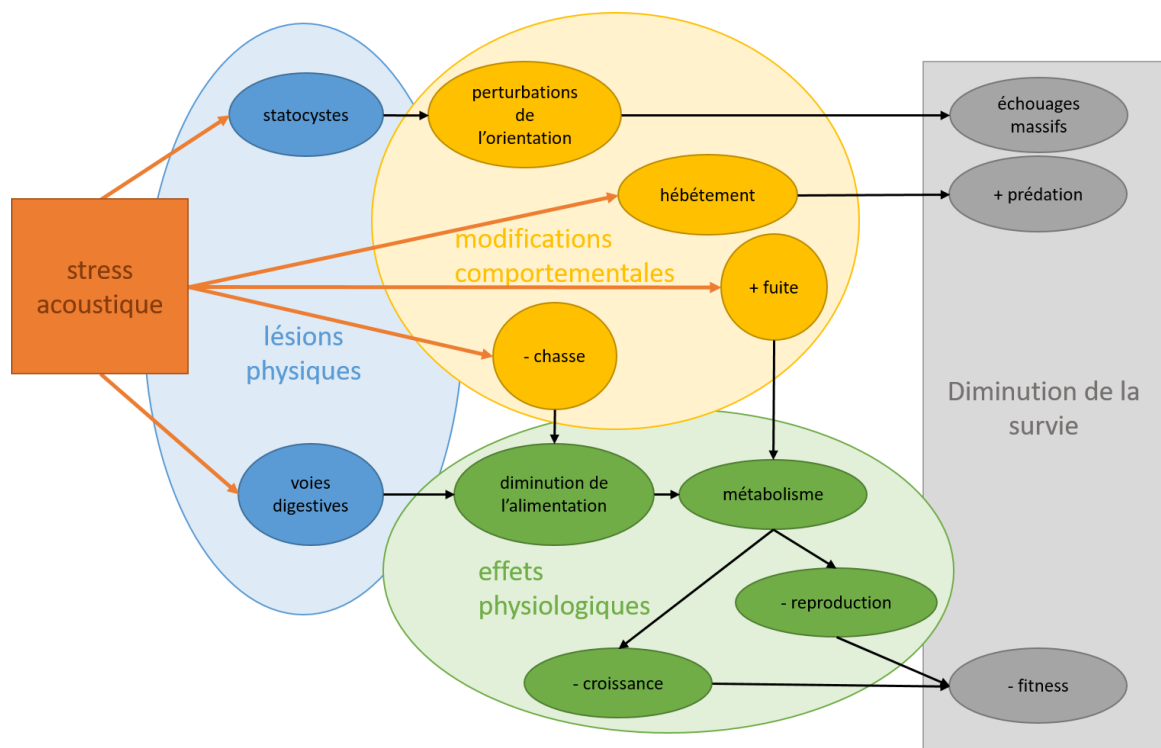 statocystes
perturbations
de
l'orientation
échouages
massifs
hébétement
+ prédation
stress
acoustique
modifications
comportementales
+ fuite
lésions
physiques
- chasse
Diminution de la
survie
voies
digestives
diminution de
l'alimentation
métabolisme
effets
physiologiques
- reproduction
- croissance
- fitness